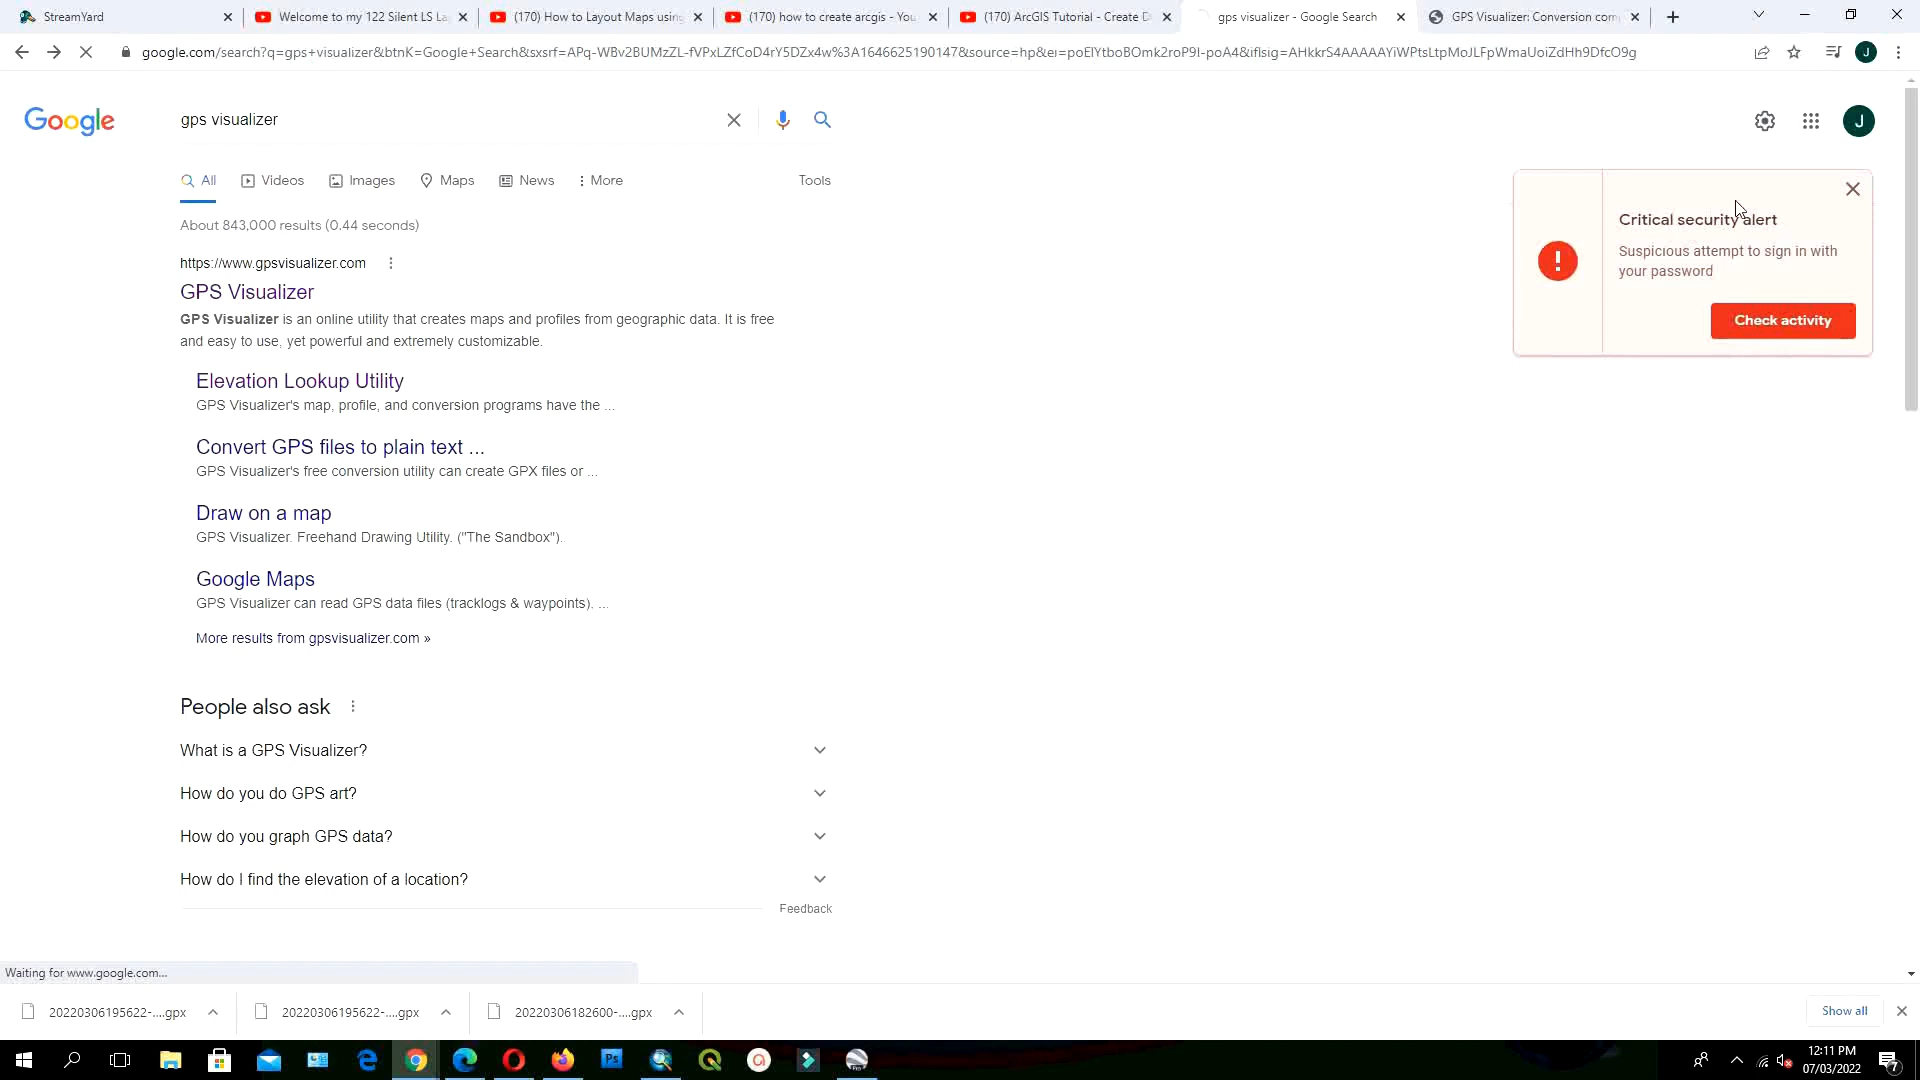 StreamYard
Welcome to my '122 Silent LS La
(170) How to Layout Maps using
(170) how to create arcgis - You
(170) ArcGIS Tutorial - Create D
gps visualizer - Google Search
GPS Visualizer: Conversion com
google.com/search?q=gps+visualizer&btnK=Google+Search&sxsrf=APq-WBv2BUMzZL-fVPxLZfCoD4rY5DZx4w%3A1646625190147&source=hp&ei=poElYtboBOmk2roP9I-poA4&iflsig=AHkkrS4AAAAAYiWPtsLtpMoJLFpWmaUoiZdHh9DfcO9g
J
Google
gps visualizer
J
All
Videos
Images
Maps
News
More
Tools
About 843,000 results (0.44 seconds)
https://www.gpsvisualizer.com
GPS Visualizer
GPS Visualizer is an online utility that creates maps and profiles from geographic data. It is free
and easy to use, yet powerful and extremely customizable.
Elevation Lookup Utility
GPS Visualizer's map, profile, and conversion programs have the ...
Convert GPS files to plain text ...
GPS Visualizer's free conversion utility can create GPX files or ...
Draw on a map
GPS Visualizer. Freehand Drawing Utility. ("The Sandbox").
Google Maps
GPS Visualizer can read GPS data files (tracklogs & waypoints). ...
More results from gpsvisualizer.com »
Critical security alert
Suspicious attempt to sign in with
your password
Check activity
People also ask
What is a GPS Visualizer?
How do you do GPS art?
How do you graph GPS data?
How do I find the elevation of a location?
Feedback
Waiting for www.google.com...
20220306195622-....gpx
20220306195622-....gpx
20220306182600-....gpx
Show all
Ps
12:11 PM
07/03/2022
7